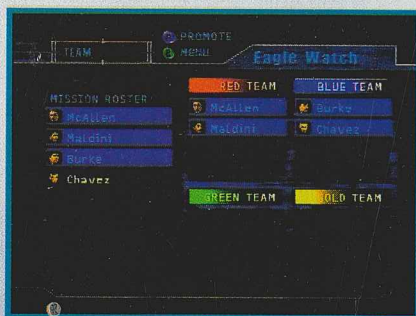 PROMOTE
TEAM
MENU
Eagle Watch
RED TEAM
BLUE TEAM
MISSION ROSTER:
McAllen
Burke
McAllen
Maldini
Chavez
Maldini
Burke
Chavez
GREEN TEAM
GOLD TEAM